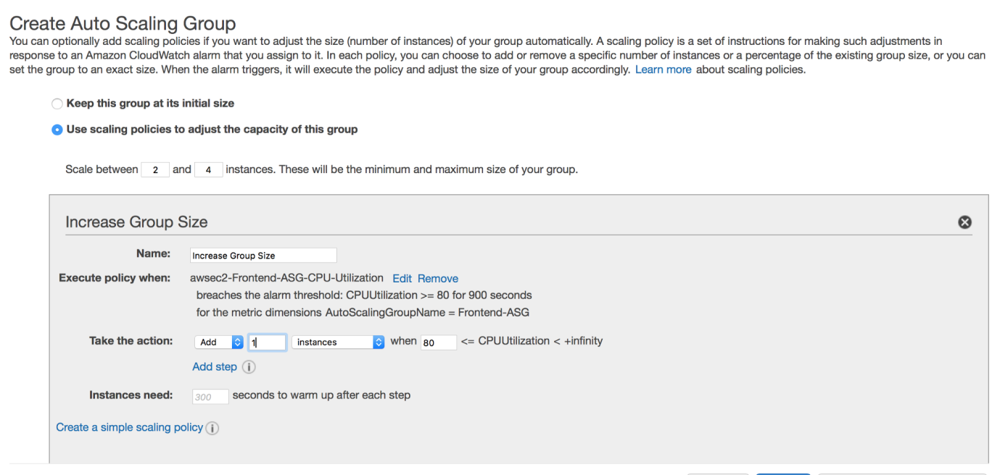 Create Auto Scaling Group
You can optionally add scaling policies if you want to adjust the size (number of instances) of your group automatically. A scaling policy is a set of instructions for making such adjustments in
response to an Amazon CloudWatch alarm that you assign to it. In each policy, you can choose to add or remove a specific number of instances or a percentage of the existing group size, or you can
set the group to an exact size. When the alarm triggers, it will execute the policy and adjust the size of your group accordingly. Learn more about scaling policies.
Keep this group at its initial size
Use scaling policies to adjust the capacity of this group
Scale between 2 and 4 instances. These will be the minimum and maximum size of your group.
Increase Group Size
Name: Increase Group Size
Execute policy when: awsec2-Frontend-ASG-CPU-Utilization Edit Remove
breaches the alarm threshold: CPUUtilization >= 80 for 900 seconds
for the metric dimensions AutoScalingGroupName = Frontend-ASG
Take the action: Add 1 instances when 80 <= CPUUtilization < +infinity
Add step i
Instances need: 300 seconds to warm up after each step
Create a simple scaling policy i